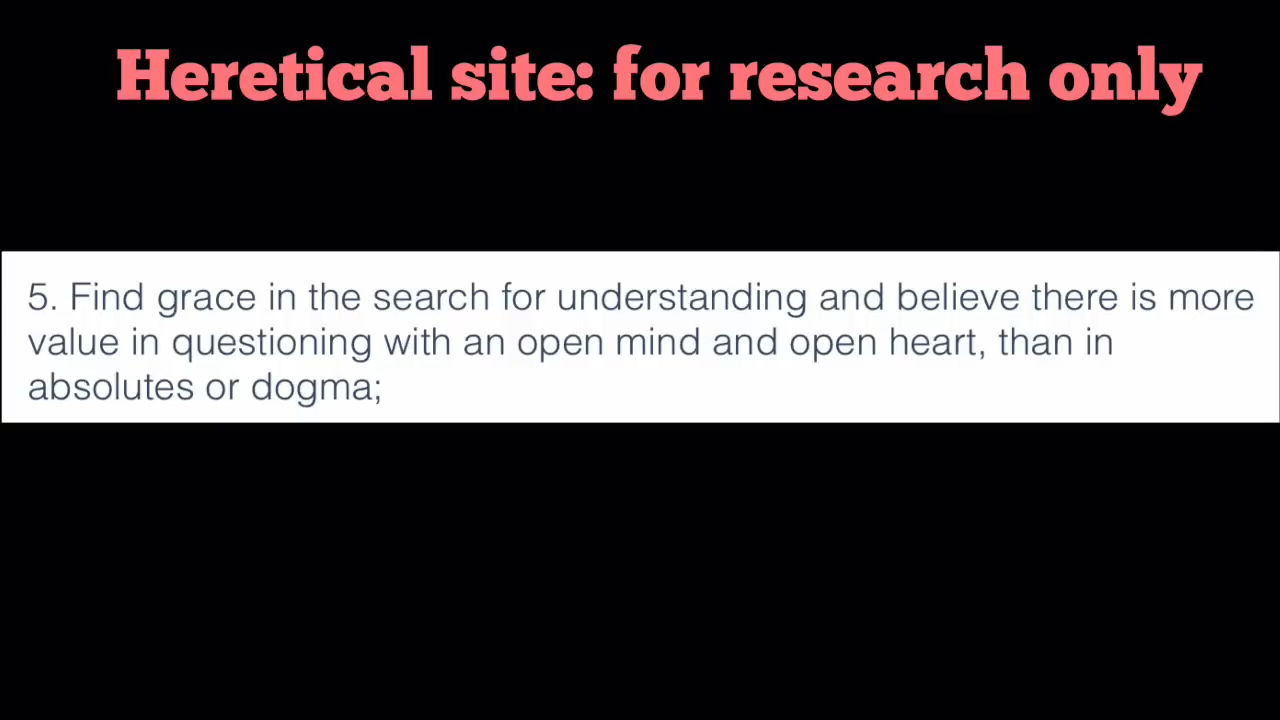 Heretical site: for research only
5. Find grace in the search for understanding and believe there is more
value in questioning with an open mind and open heart, than in
absolutes or dogma;